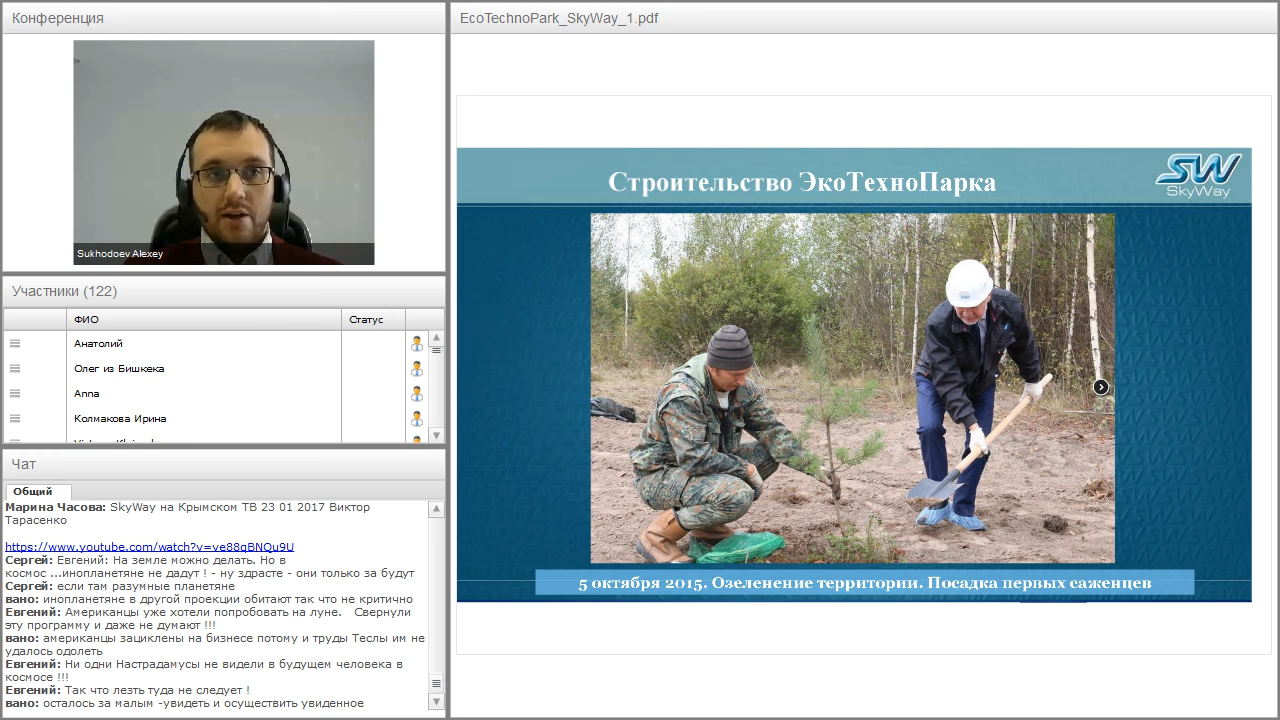 Конференция
Sukhodoev Alexey
Участники (122)
ФИО
Статус
Анатолий
Олег из Бишкека
Anna
Колмакова Ирина
Чат
Общий
Марина Часова: SkyWay на Крымском ТВ 23 01 2017 Виктор
Тарасенко
https://www.youtube.com/watch?v=ve88qBNQu9U
Сергей: Евгений: На земле можно делать. Но в
космос ...инопланетяне не дадут ! - ну здрасте - они только за будут
Сергей: если там разумные планетяне
вано: инопланетяне в другой проекции обитают так что не критично
Евгений: Американцы уже хотели попробовать на луне. Свернули
эту программу и даже не думают !!!
вано: американцы зациклены на бизнесе потому и труды Теслы им не
удалось одолеть
Евгений: Ни одни Настрадамусы не видели в будущем человека в
космосе !!!
Евгений: Так что лезть туда не следует !
вано: осталось за малым -увидеть и осуществить увиденное
EcoTechnoPark_SkyWay_1.pdf
Строительство ЭкоТехноПарка
SW
SkyWay
5 октября 2015. Озеленение территории. Посадка первых саженцев